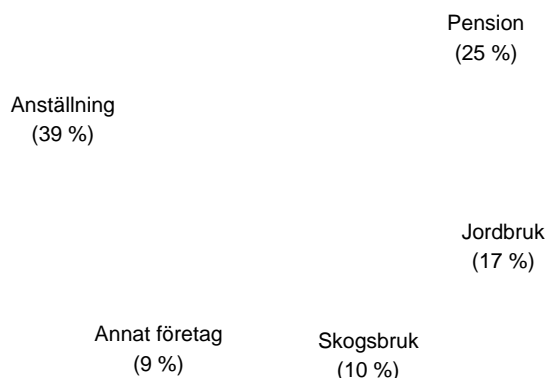 Pension
(25 %)
Anställning
(39 %)
Jordbruk
(17 %)
Annat företag
(9 %)
Skogsbruk
(10 %)